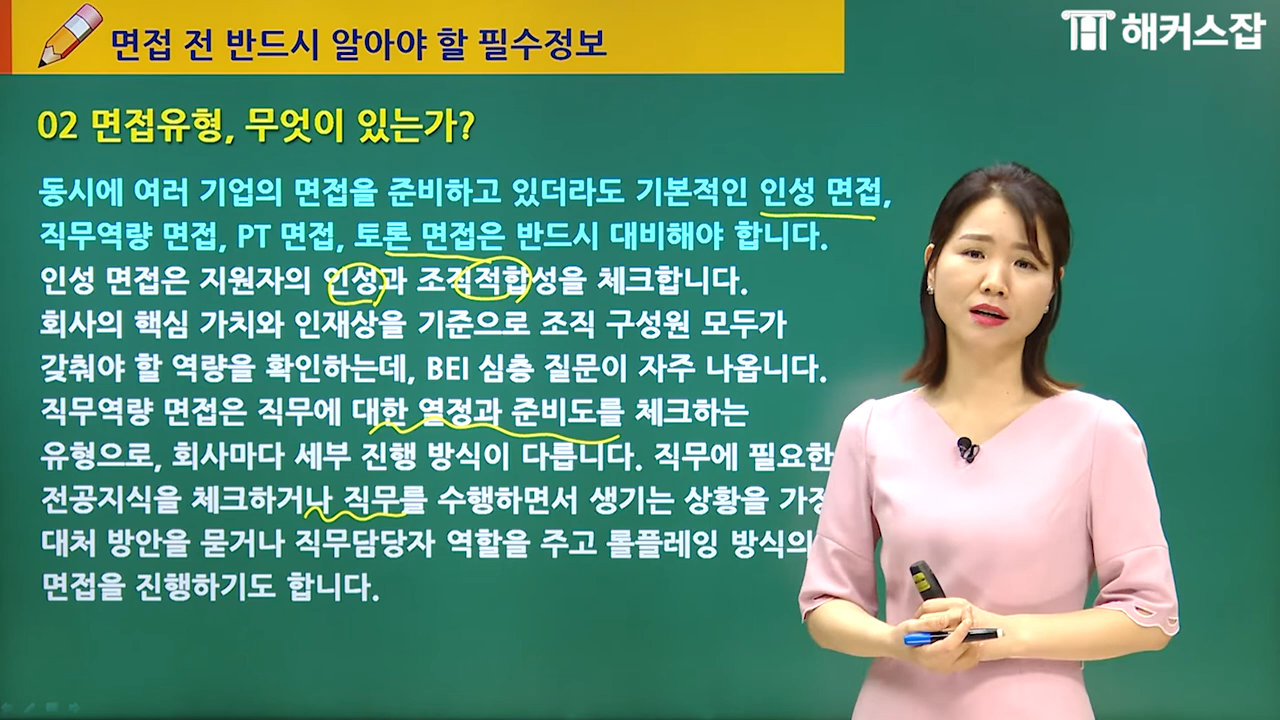 면접 전 반드시 알아야 할 필수정보
해커스잡
02 면접유형, 무엇이 있는가?
동시에 여러 기업의 면접을 준비하고 있더라도 기본적인 인성 면접,
직무역량 면접, PT 면접, 토론 면접은 반드시 대비해야 합니다.
인성 면접은 지원자의 인성과 조직적합성을 체크합니다.
회사의 핵심 가치와 인재상을 기준으로 조직 구성원 모두가
갖춰야 할 역량을 확인하는데, BEI 심층 질문이 자주 나옵니다.
직무역량 면접은 직무에 대한 열정과 준비도를 체크하는
유형으로, 회사마다 세부 진행 방식이 다릅니다. 직무에 필요한
전공지식을 체크하거나 직무를 수행하면서 생기는 상황을
대처 방안을 묻거나 직무담당자 역할을 주고 롤플레잉 방식의
면접을 진행하기도 합니다.